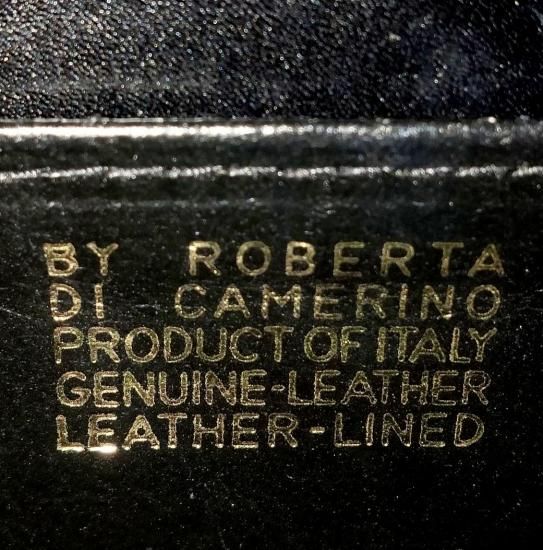 BY ROBERTA
DI CAMERINO
PRODUCT OF ITALY
GENUINE-LEATHER
LEATHER-LINED